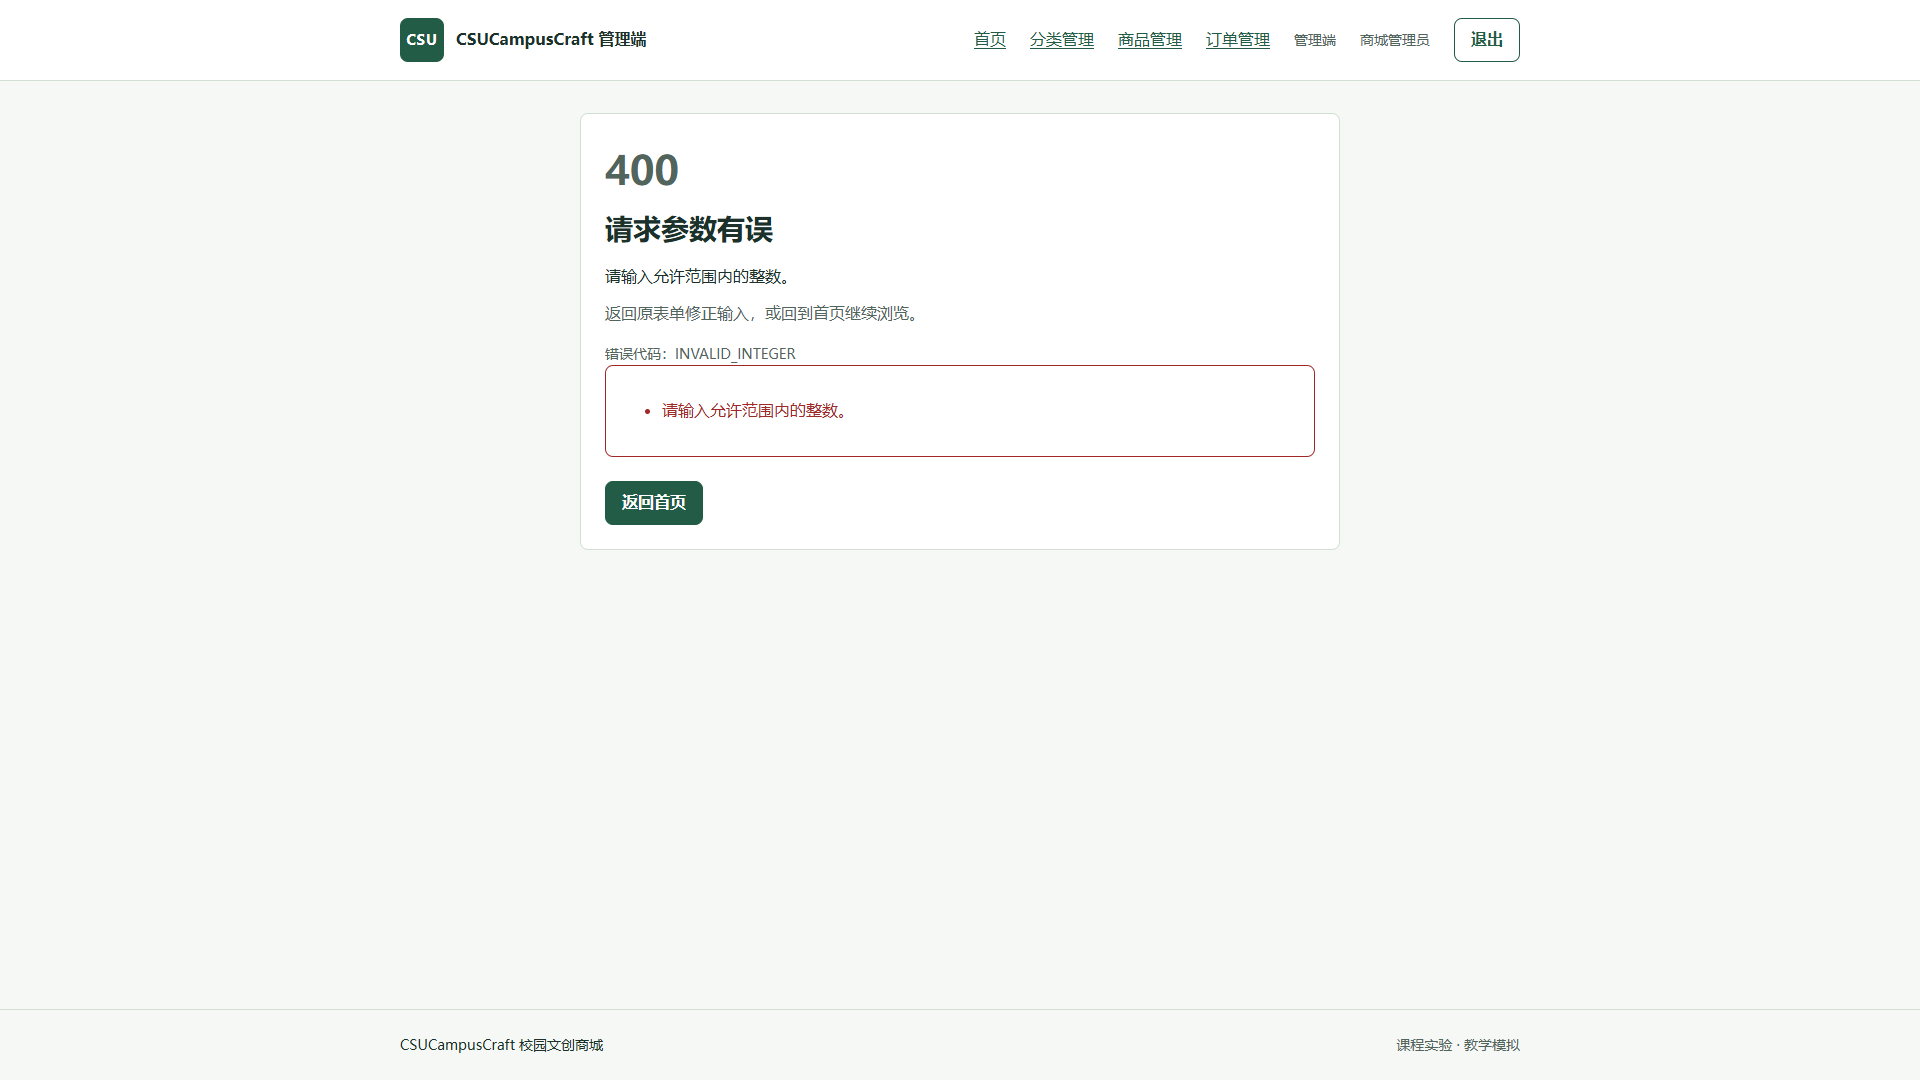 CSU CSUCampusCraft 管理端 首页 分类管理 商品管理 订单管理 管理端 商城管理员 退出
400
请求参数有误
请输入允许范围内的整数。
返回原表单修正输入，或回到首页继续浏览。
错误代码：INVALID_INTEGER
• 请输入允许范围内的整数。
返回首页
CSUCampusCraft 校园文创商城 课程实验 · 教学模拟